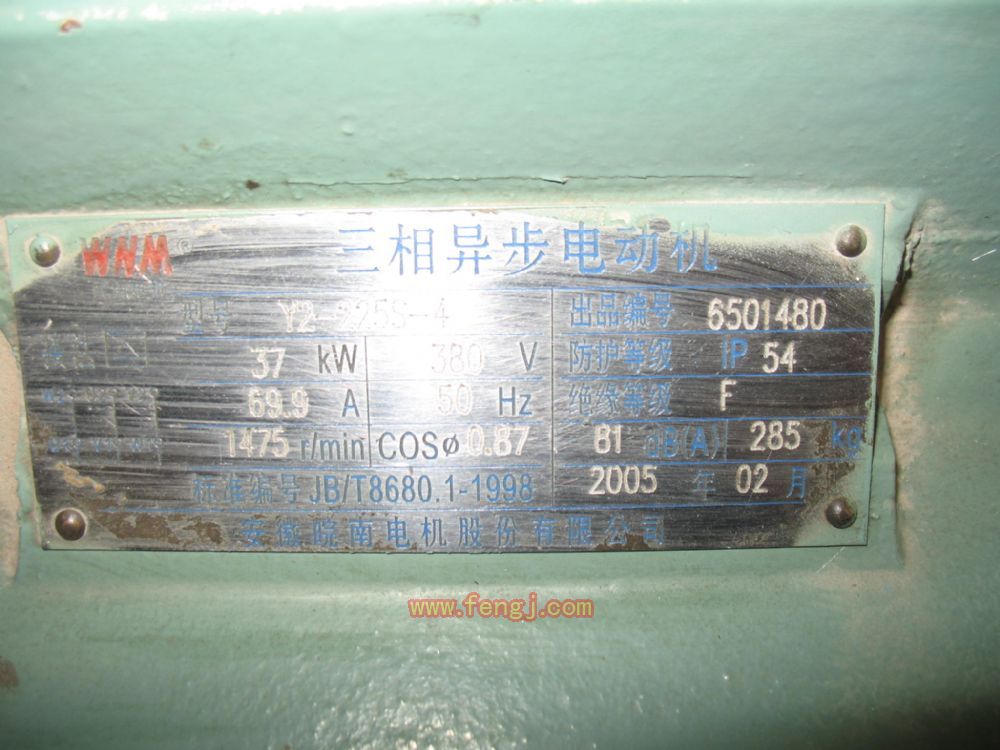 WNM® 三相异步电动机
型号 Y2-225S-4 出品编号 6501480
接法 37 kW 380 V 防护等级 IP 54
69.9 A 50 Hz 绝缘等级 F
1475 r/min COSø 0.87 81 dB(A) 285 kg
标准编号 JB/T8680.1-1998 2005 年 02 月
安徽皖南电机股份有限公司
www.fengj.com